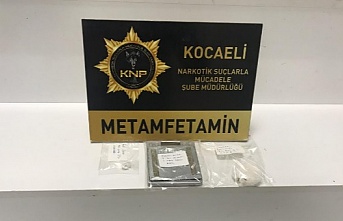 KNP
KOCAELİ
NARKOTİK SUÇLARLA
MÜCADELE
ŞUBE MÜDÜRLÜĞÜ
METAMFETAMİN